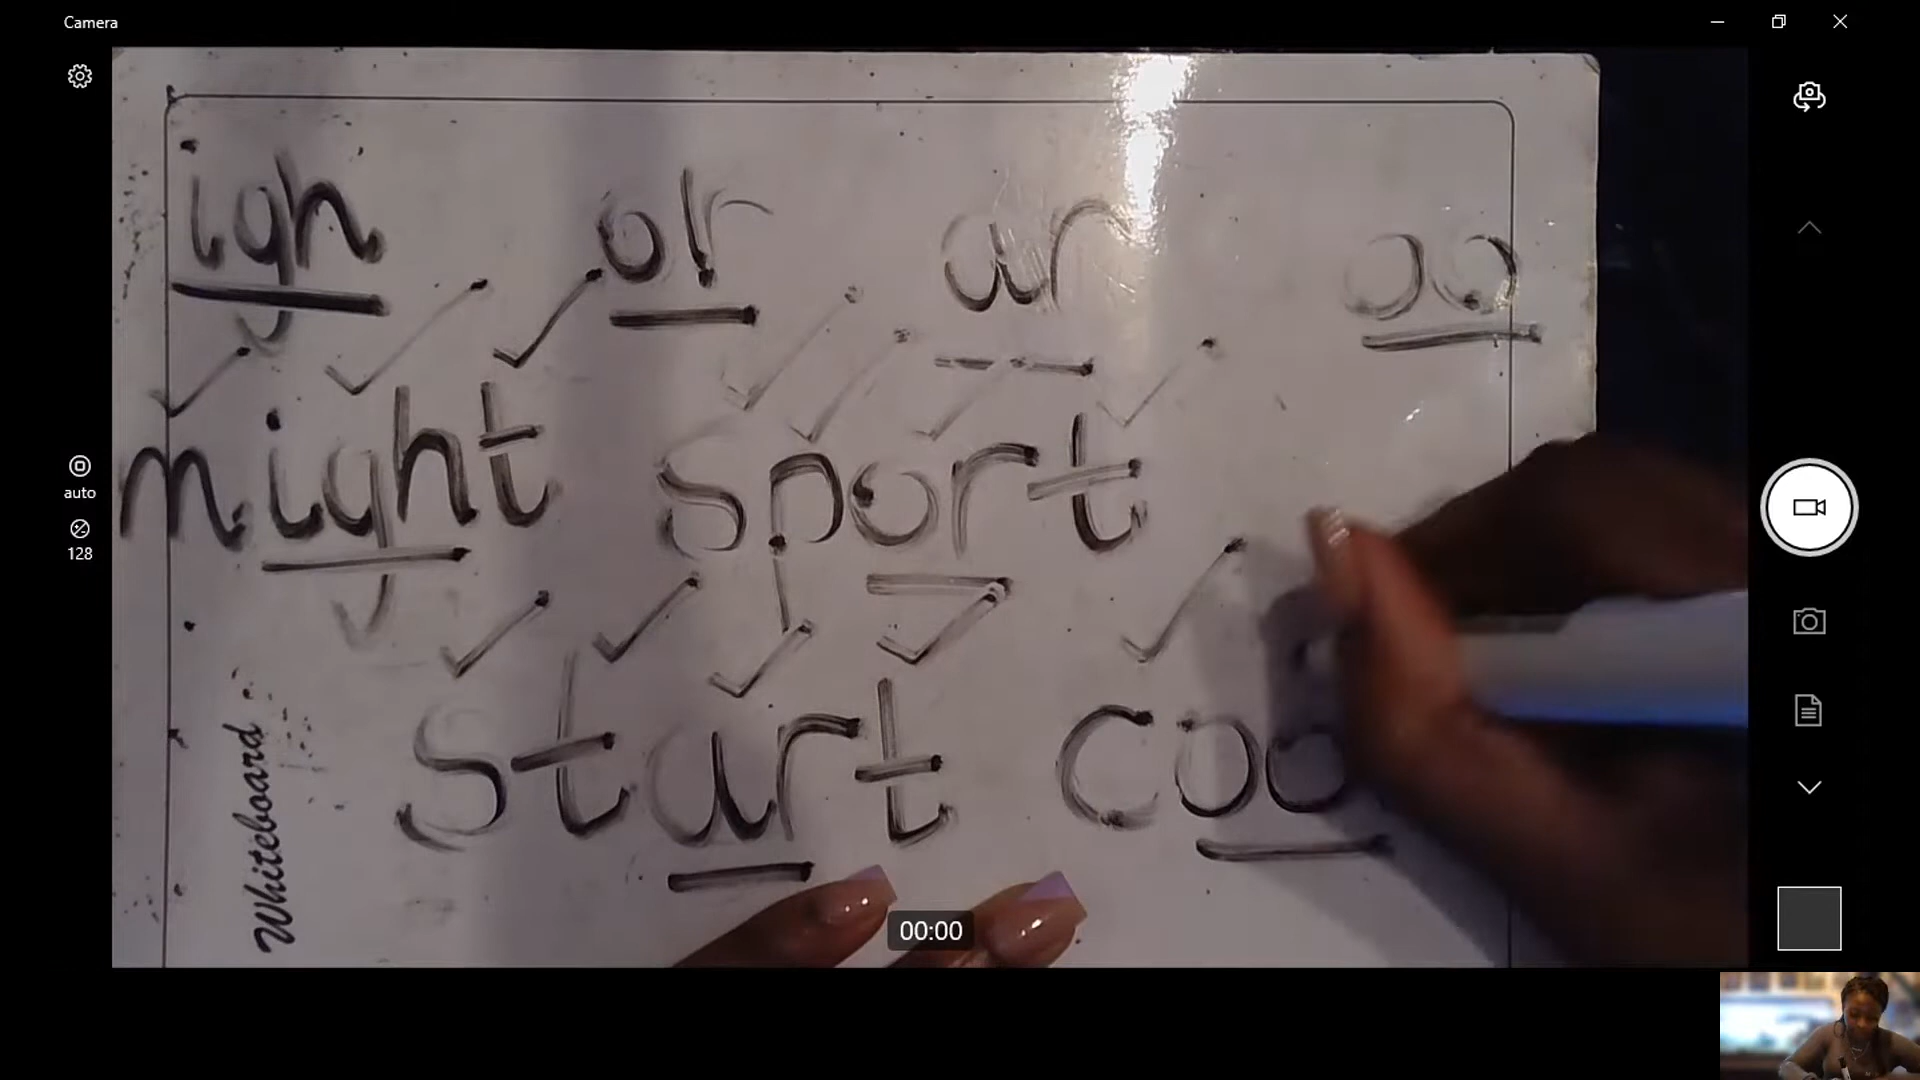 Camera
igh or ar oo
night sport
auto
128
start coo
Whiteboard
00:00